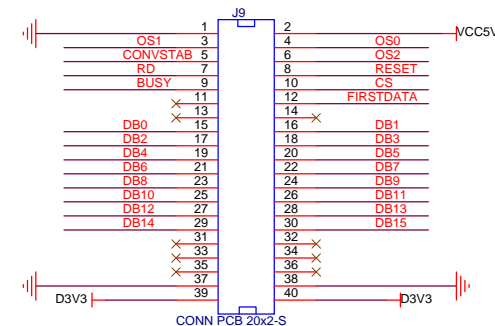 J9
1 2 VCC5V
OS1 3 4 OS0
CONVSTAB 5 6 OS2
RD 7 8 RESET
BUSY 9 10 CS
11 12 FIRSTDATA
13 14
DB0 15 16 DB1
DB2 17 18 DB3
DB4 19 20 DB5
DB6 21 22 DB7
DB8 23 24 DB9
DB10 25 26 DB11
DB12 27 28 DB13
DB14 29 30 DB15
31 32
33 34
35 36
37 38
D3V3 39 40 D3V3
CONN PCB 20x2-S